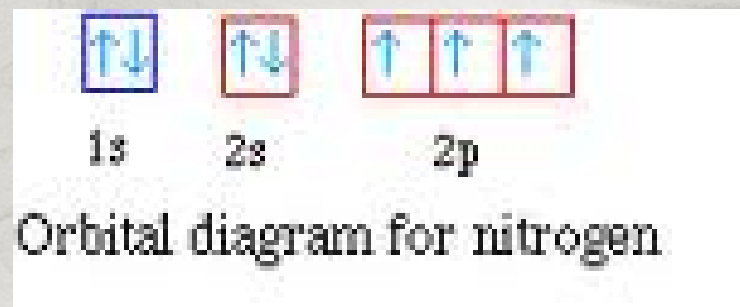 ↑↓ ↑↓ ↑ ↑ ↑
1s 2s 2p
Orbital diagram for nitrogen